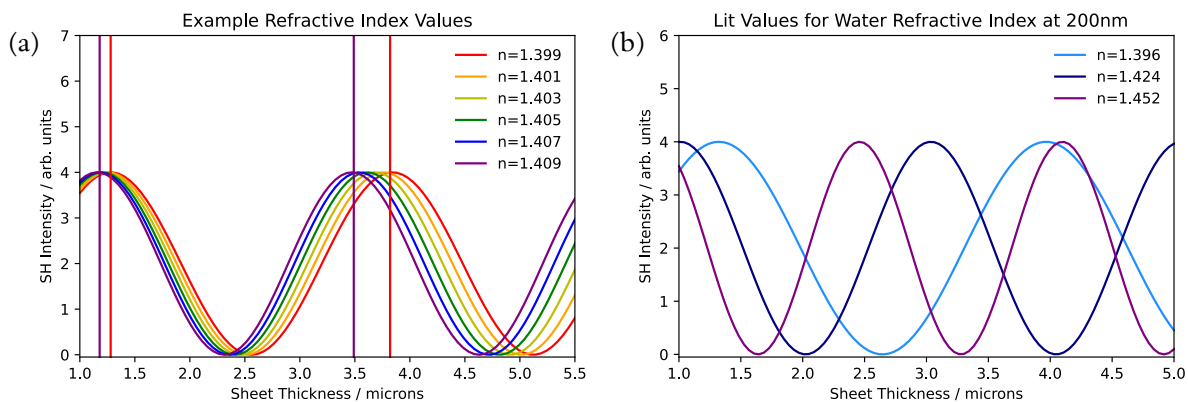 (a)
Example Refractive Index Values
7
6
5
4
3
2
1
0
SH Intensity / arb. units
n=1.399
n=1.401
n=1.403
n=1.405
n=1.407
n=1.409
1.0 1.5 2.0 2.5 3.0 3.5 4.0 4.5 5.0 5.5
Sheet Thickness / microns
(b)
Lit Values for Water Refractive Index at 200nm
6
5
4
3
2
1
0
SH Intensity / arb. units
n=1.396
n=1.424
n=1.452
1.0 1.5 2.0 2.5 3.0 3.5 4.0 4.5 5.0
Sheet Thickness / microns